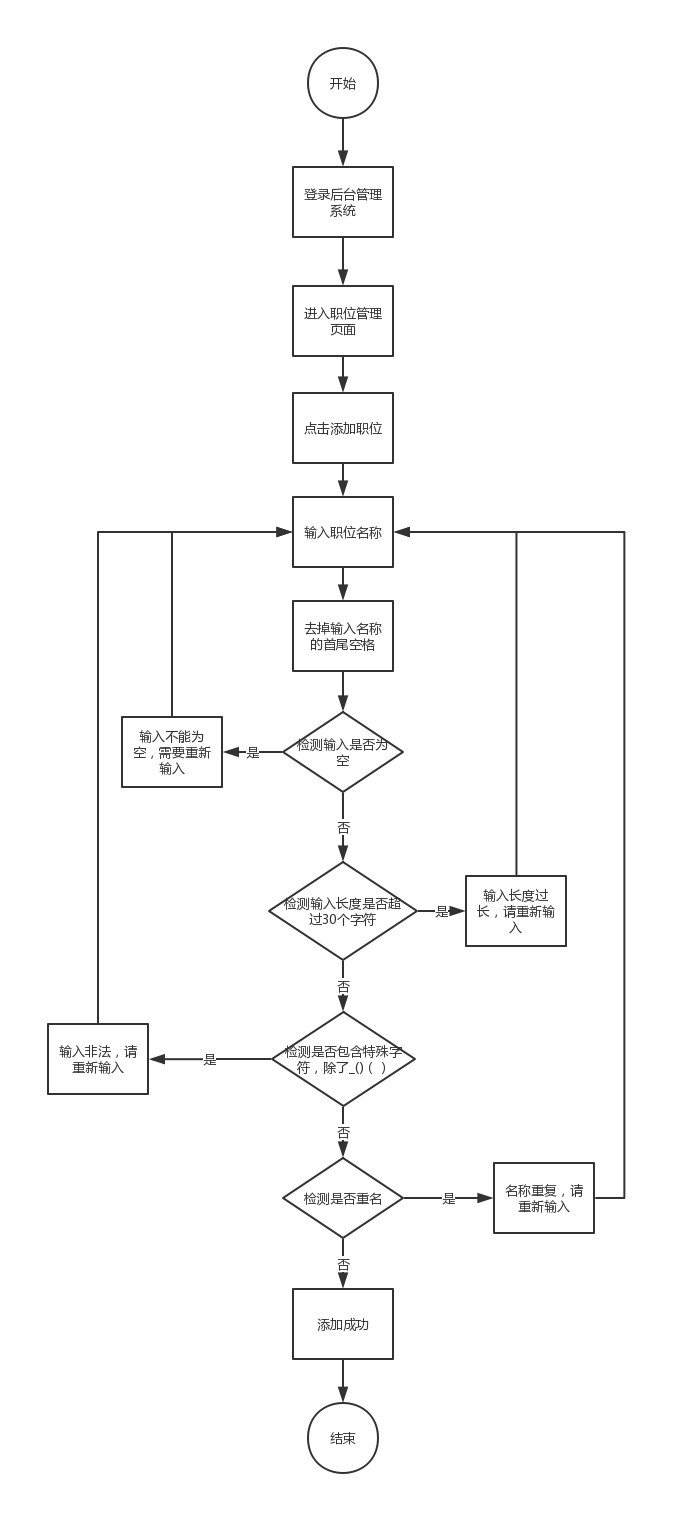 开始
登录后台管理
系统
进入职位管理
页面
点击添加职位
输入职位名称
去掉输入名称
的首尾空格
检测输入是否为
空
是
输入不能为
空，需要重新
输入
否
检测输入长度是否超
过30个字符
是
输入长度过
长，请重新输
入
否
检测是否包含特殊字
符，除了_()（ ）
是
输入非法，请
重新输入
否
检测是否重名
是
名称重复，请
重新输入
否
添加成功
结束